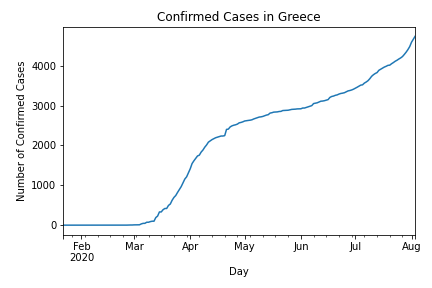 Confirmed Cases in Greece
Number of Confirmed Cases
4000
3000
2000
1000
0
Feb Mar Apr May Jun Jul Aug
2020
Day